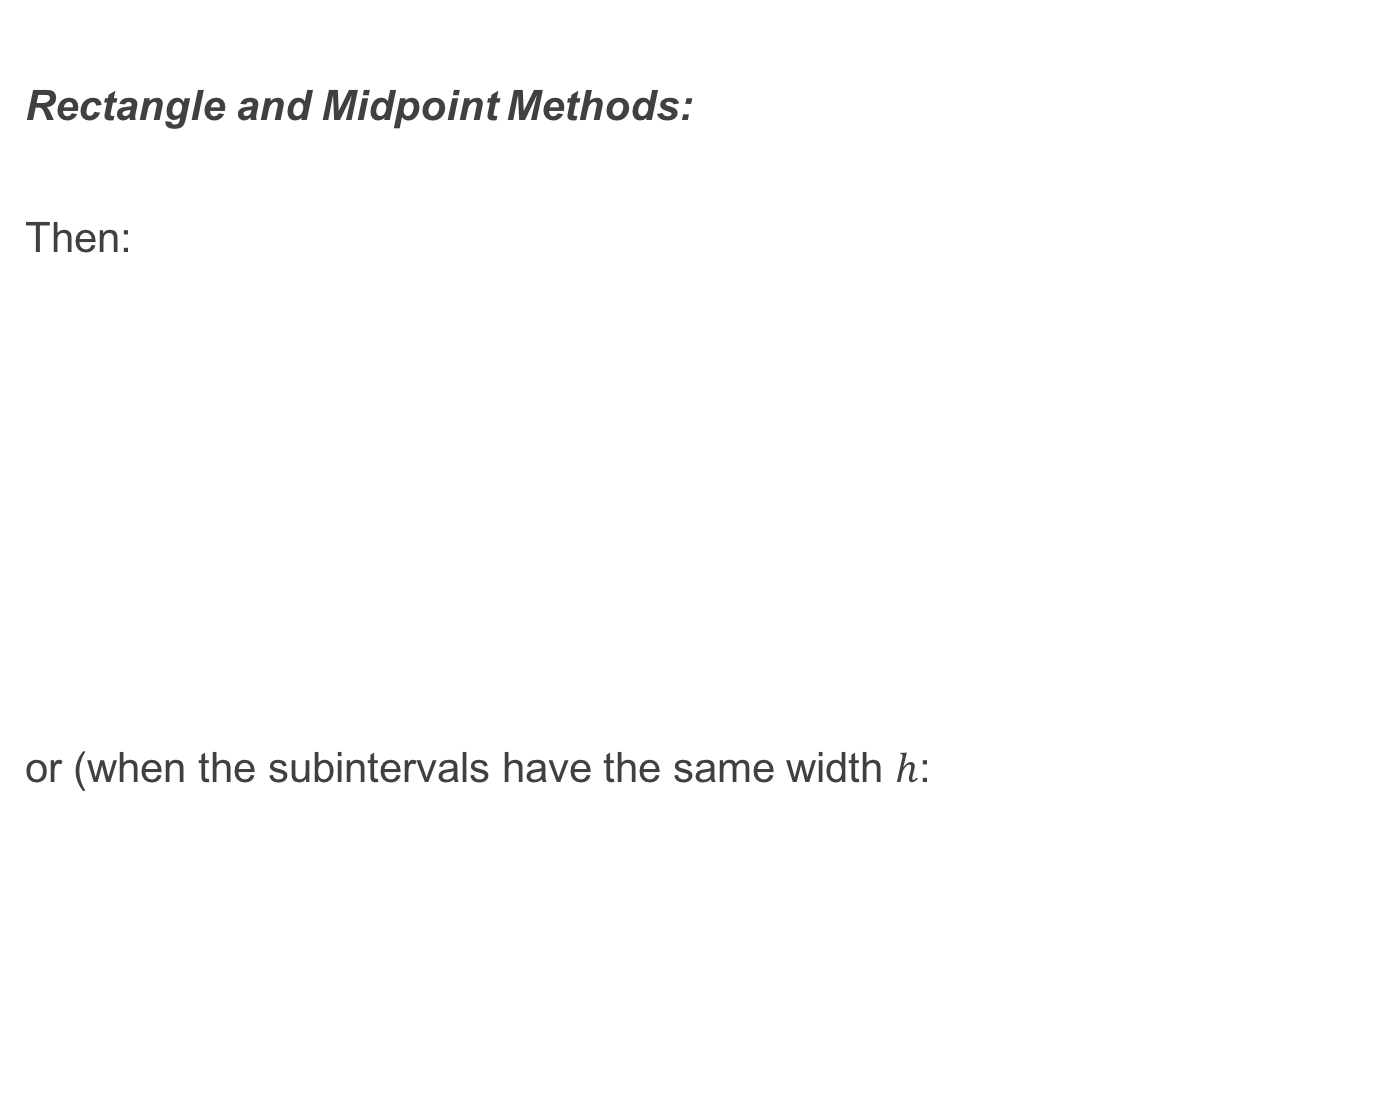 Rectangle and Midpoint Methods:
Then:
or (when the subintervals have the same width ℎ: